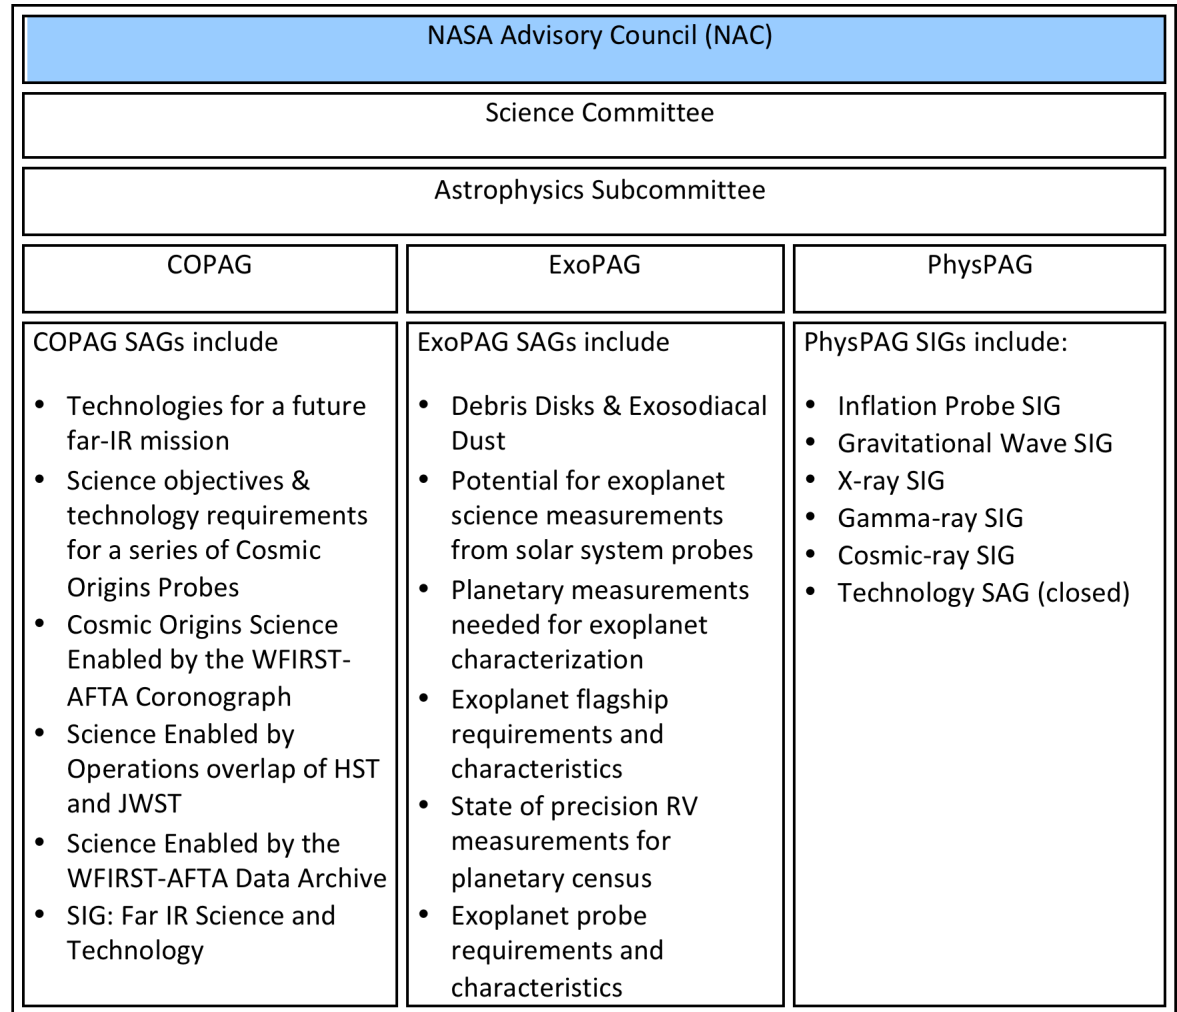 NASA Advisory Council (NAC)
Science Committee
Astrophysics Subcommittee
COPAG
ExoPAG
PhysPAG
COPAG SAGs include
• Technologies for a future
far-IR mission
• Science objectives &
technology requirements
for a series of Cosmic
Origins Probes
• Cosmic Origins Science
Enabled by the WFIRST-
AFTA Coronograph
• Science Enabled by
Operations overlap of HST
and JWST
• Science Enabled by the
WFIRST-AFTA Data Archive
• SIG: Far IR Science and
Technology
ExoPAG SAGs include
• Debris Disks & Exosodiacal
Dust
• Potential for exoplanet
science measurements
from solar system probes
• Planetary measurements
needed for exoplanet
characterization
• Exoplanet flagship
requirements and
characteristics
• State of precision RV
measurements for
planetary census
• Exoplanet probe
requirements and
characteristics
PhysPAG SIGs include:
• Inflation Probe SIG
• Gravitational Wave SIG
• X-ray SIG
• Gamma-ray SIG
• Cosmic-ray SIG
• Technology SAG (closed)